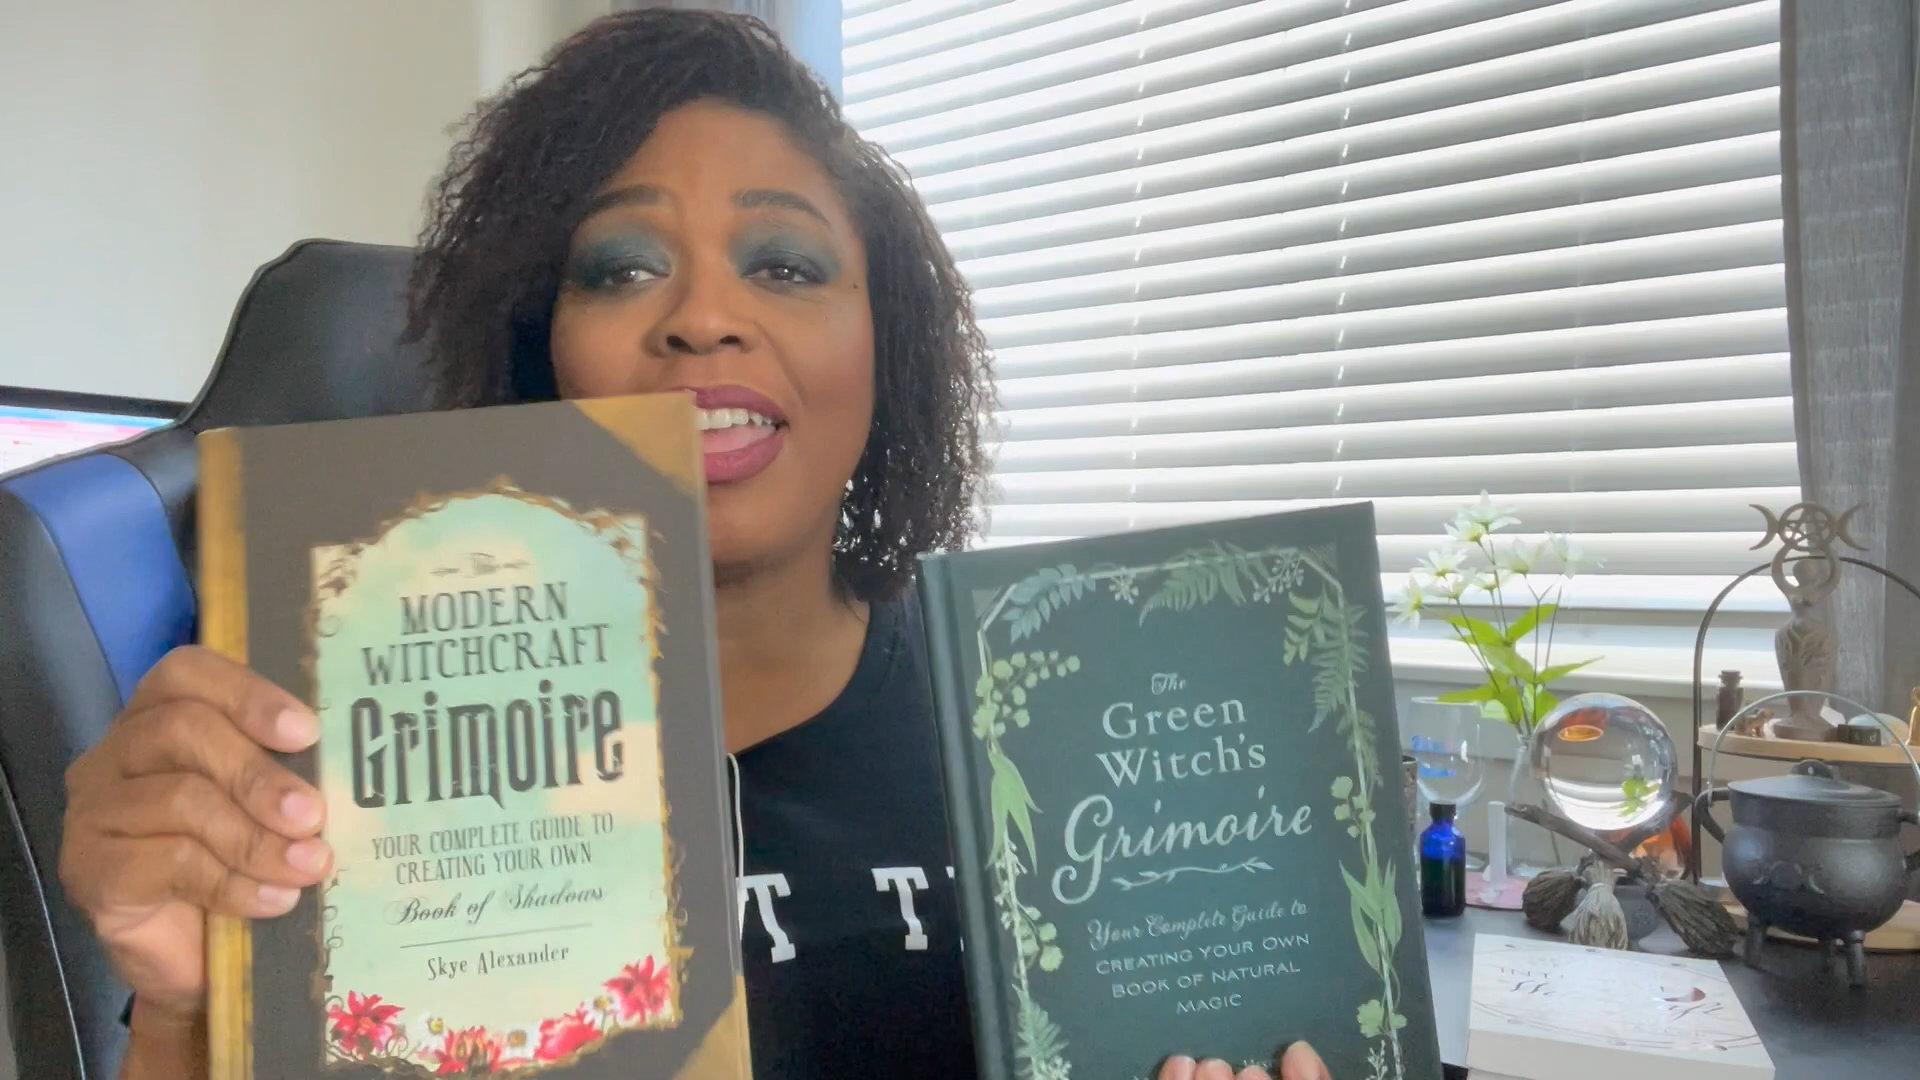 The
MODERN
WITCHCRAFT
Grimoire
YOUR COMPLETE GUIDE TO
CREATING YOUR OWN
Book of Shadows
Skye Alexander
The
Green
Witch's
Grimoire
Your Complete Guide to
CREATING YOUR OWN
BOOK OF NATURAL
MAGIC
T T